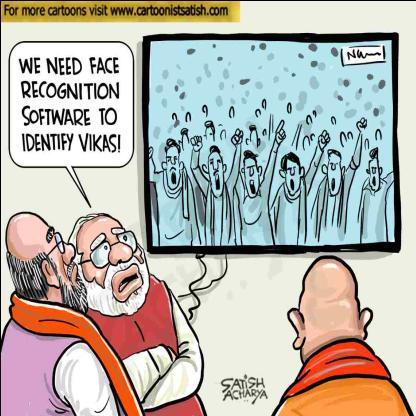 For more cartoons visit www.cartoonistsatish.com
WE NEED FACE
RECOGNITION
SOFTWARE TO
IDENTIFY VIKAS!
SATISH
ACHARYA